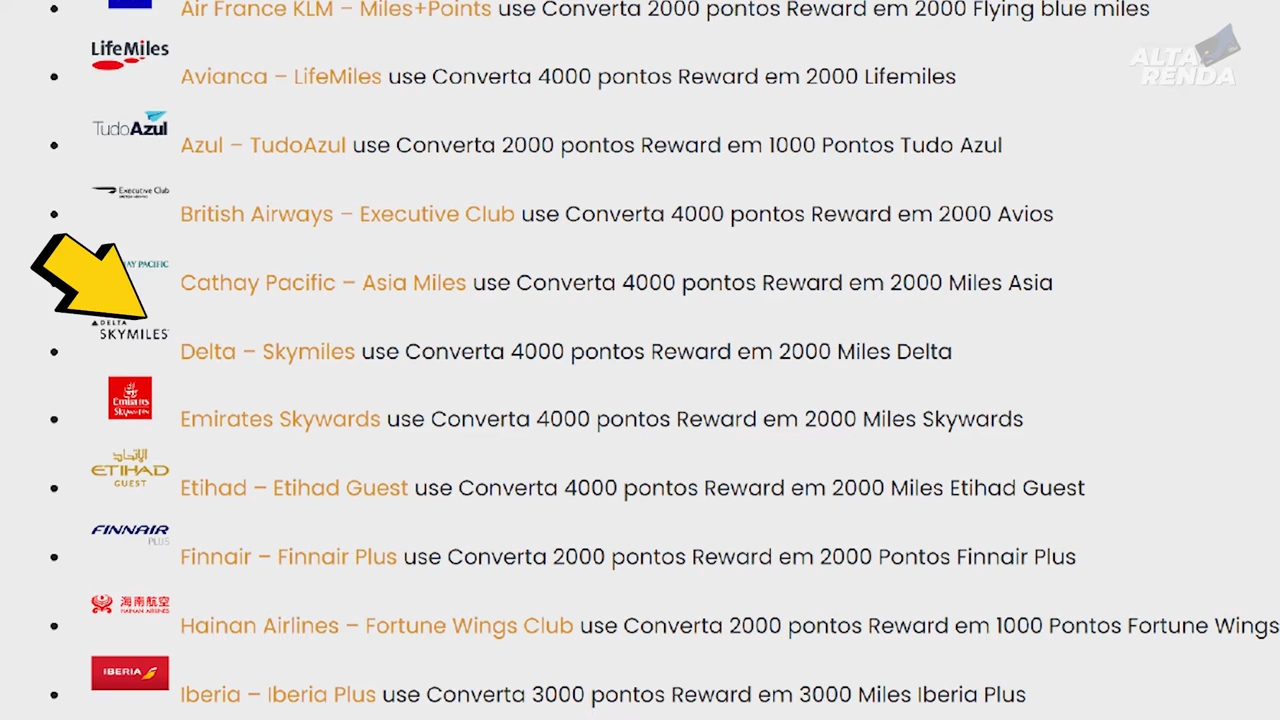 Air France KLM – Miles+Points use Converta 2000 pontos Reward em 2000 Flying blue miles
LifeMiles
ALTA
RENDA
Avianca – LifeMiles use Converta 4000 pontos Reward em 2000 Lifemiles
TudoAzul
Azul – TudoAzul use Converta 2000 pontos Reward em 1000 Pontos Tudo Azul
Executive Club
British Airways – Executive Club use Converta 4000 pontos Reward em 2000 Avios
AY PACIFIC
Cathay Pacific – Asia Miles use Converta 4000 pontos Reward em 2000 Miles Asia
DELTA
SKYMILES
Delta – Skymiles use Converta 4000 pontos Reward em 2000 Miles Delta
Emirates
Skywards
Emirates Skywards use Converta 4000 pontos Reward em 2000 Miles Skywards
الإتحاد
ETIHAD
GUEST
Etihad – Etihad Guest use Converta 4000 pontos Reward em 2000 Miles Etihad Guest
FINNAIR
PLUS
Finnair – Finnair Plus use Converta 2000 pontos Reward em 2000 Pontos Finnair Plus
海南航空
HAINAN AIRLINES
Hainan Airlines – Fortune Wings Club use Converta 2000 pontos Reward em 1000 Pontos Fortune Wings
IBERIA
Iberia – Iberia Plus use Converta 3000 pontos Reward em 3000 Miles Iberia Plus